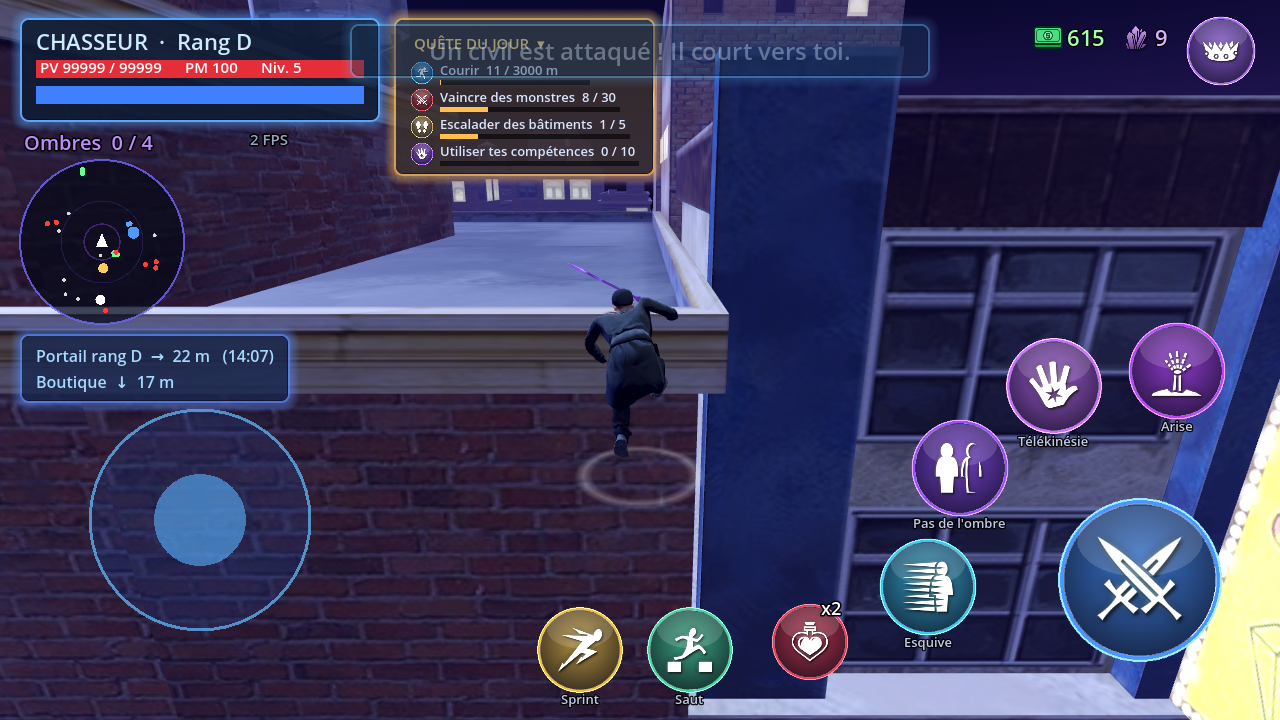 CHASSEUR · Rang D
PV 99999 / 99999 PM 100 Niv. 5
Ombres 0 / 4
2 FPS
QUÊTE DU JOUR ▼
Un civil est attaqué ! Il court vers toi.
Courir 11 / 3000 m
Vaincre des monstres 8 / 30
Escalader des bâtiments 1 / 5
Utiliser tes compétences 0 / 10
615
9
Portail rang D → 22 m (14:07)
Boutique ↓ 17 m
Télékinésie
Arise
Pas de l'ombre
Esquive
x2
Sprint
Saut